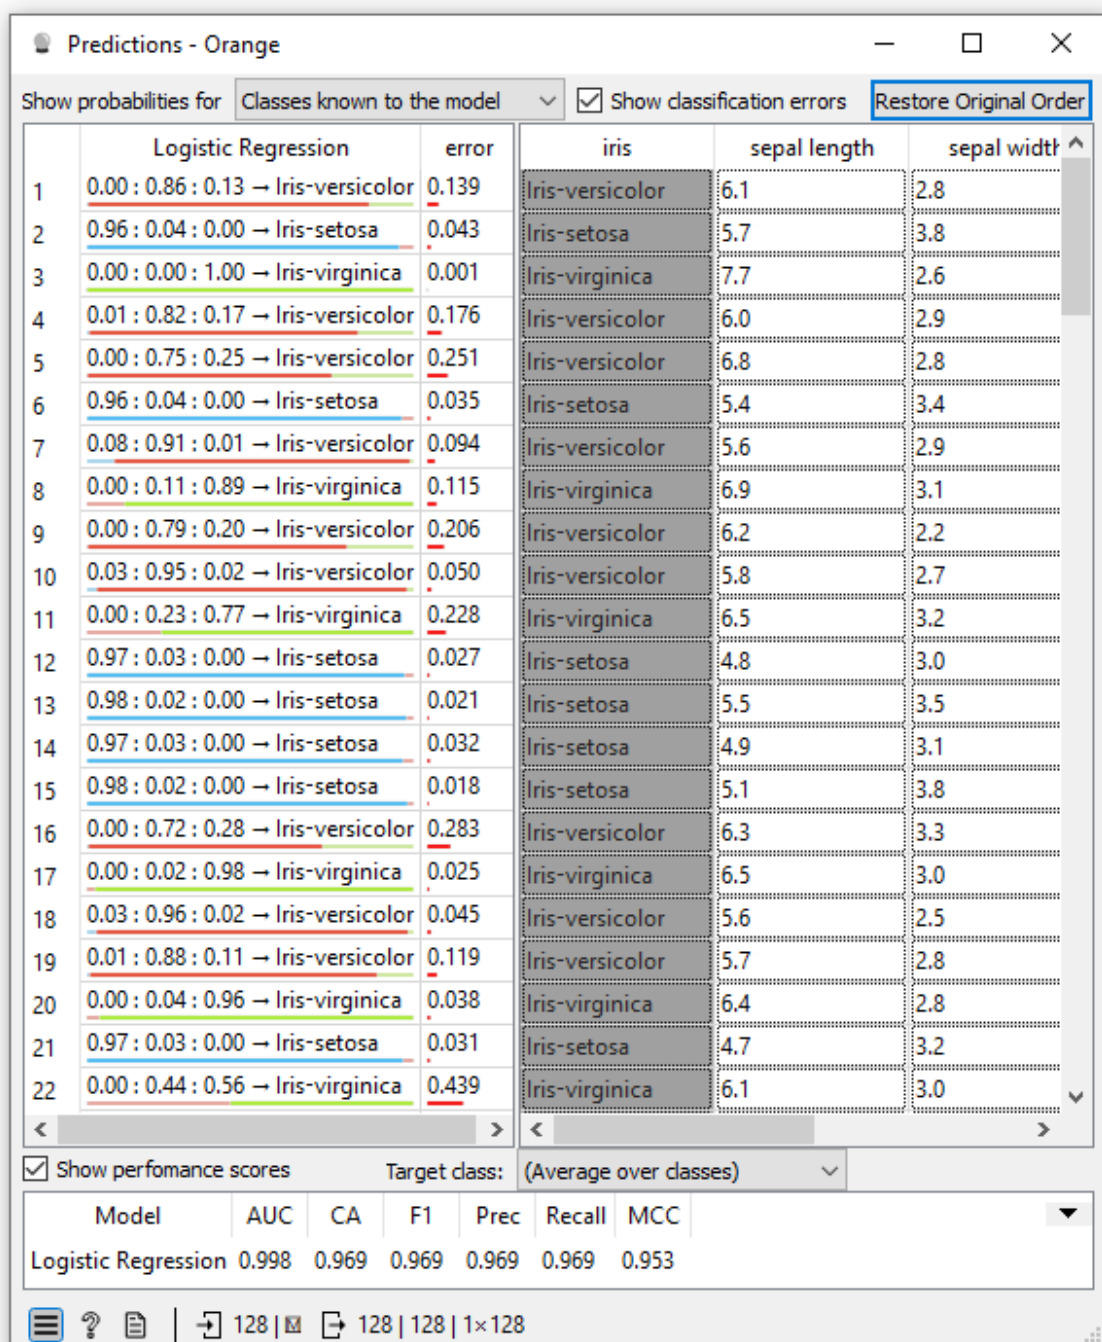 Predictions - Orange
Show probabilities for Classes known to the model Show classification errors Restore Original Order
Logistic Regression error iris sepal length sepal width
1 0.00 : 0.86 : 0.13 → Iris-versicolor 0.139 Iris-versicolor 6.1 2.8
2 0.96 : 0.04 : 0.00 → Iris-setosa 0.043 Iris-setosa 5.7 3.8
3 0.00 : 0.00 : 1.00 → Iris-virginica 0.001 Iris-virginica 7.7 2.6
4 0.01 : 0.82 : 0.17 → Iris-versicolor 0.176 Iris-versicolor 6.0 2.9
5 0.00 : 0.75 : 0.25 → Iris-versicolor 0.251 Iris-versicolor 6.8 2.8
6 0.96 : 0.04 : 0.00 → Iris-setosa 0.035 Iris-setosa 5.4 3.4
7 0.08 : 0.91 : 0.01 → Iris-versicolor 0.094 Iris-versicolor 5.6 2.9
8 0.00 : 0.11 : 0.89 → Iris-virginica 0.115 Iris-virginica 6.9 3.1
9 0.00 : 0.79 : 0.20 → Iris-versicolor 0.206 Iris-versicolor 6.2 2.2
10 0.03 : 0.95 : 0.02 → Iris-versicolor 0.050 Iris-versicolor 5.8 2.7
11 0.00 : 0.23 : 0.77 → Iris-virginica 0.228 Iris-virginica 6.5 3.2
12 0.97 : 0.03 : 0.00 → Iris-setosa 0.027 Iris-setosa 4.8 3.0
13 0.98 : 0.02 : 0.00 → Iris-setosa 0.021 Iris-setosa 5.5 3.5
14 0.97 : 0.03 : 0.00 → Iris-setosa 0.032 Iris-setosa 4.9 3.1
15 0.98 : 0.02 : 0.00 → Iris-setosa 0.018 Iris-setosa 5.1 3.8
16 0.00 : 0.72 : 0.28 → Iris-versicolor 0.283 Iris-versicolor 6.3 3.3
17 0.00 : 0.02 : 0.98 → Iris-virginica 0.025 Iris-virginica 6.5 3.0
18 0.03 : 0.96 : 0.02 → Iris-versicolor 0.045 Iris-versicolor 5.6 2.5
19 0.01 : 0.88 : 0.11 → Iris-versicolor 0.119 Iris-versicolor 5.7 2.8
20 0.00 : 0.04 : 0.96 → Iris-virginica 0.038 Iris-virginica 6.4 2.8
21 0.97 : 0.03 : 0.00 → Iris-setosa 0.031 Iris-setosa 4.7 3.2
22 0.00 : 0.44 : 0.56 → Iris-virginica 0.439 Iris-virginica 6.1 3.0
Show perfomance scores Target class: (Average over classes)
Model AUC CA F1 Prec Recall MCC
Logistic Regression 0.998 0.969 0.969 0.969 0.969 0.953
? 128 | 128 | 128 | 1×128